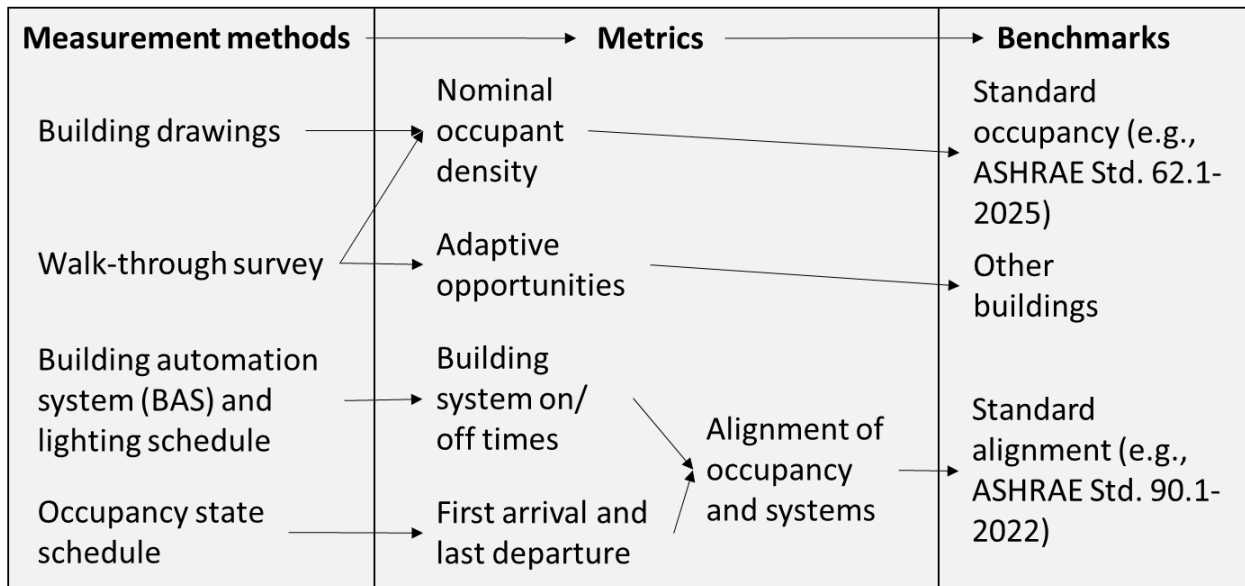 Measurement methods
Metrics
Benchmarks
Building drawings
Nominal
occupant
density
Standard
occupancy (e.g.,
ASHRAE Std. 62.1-
2025)
Walk-through survey
Adaptive
opportunities
Other
buildings
Building automation
system (BAS) and
lighting schedule
Building
system on/
off times
Alignment of
occupancy
and systems
Standard
alignment (e.g.,
ASHRAE Std. 90.1-
2022)
Occupancy state
schedule
First arrival and
last departure